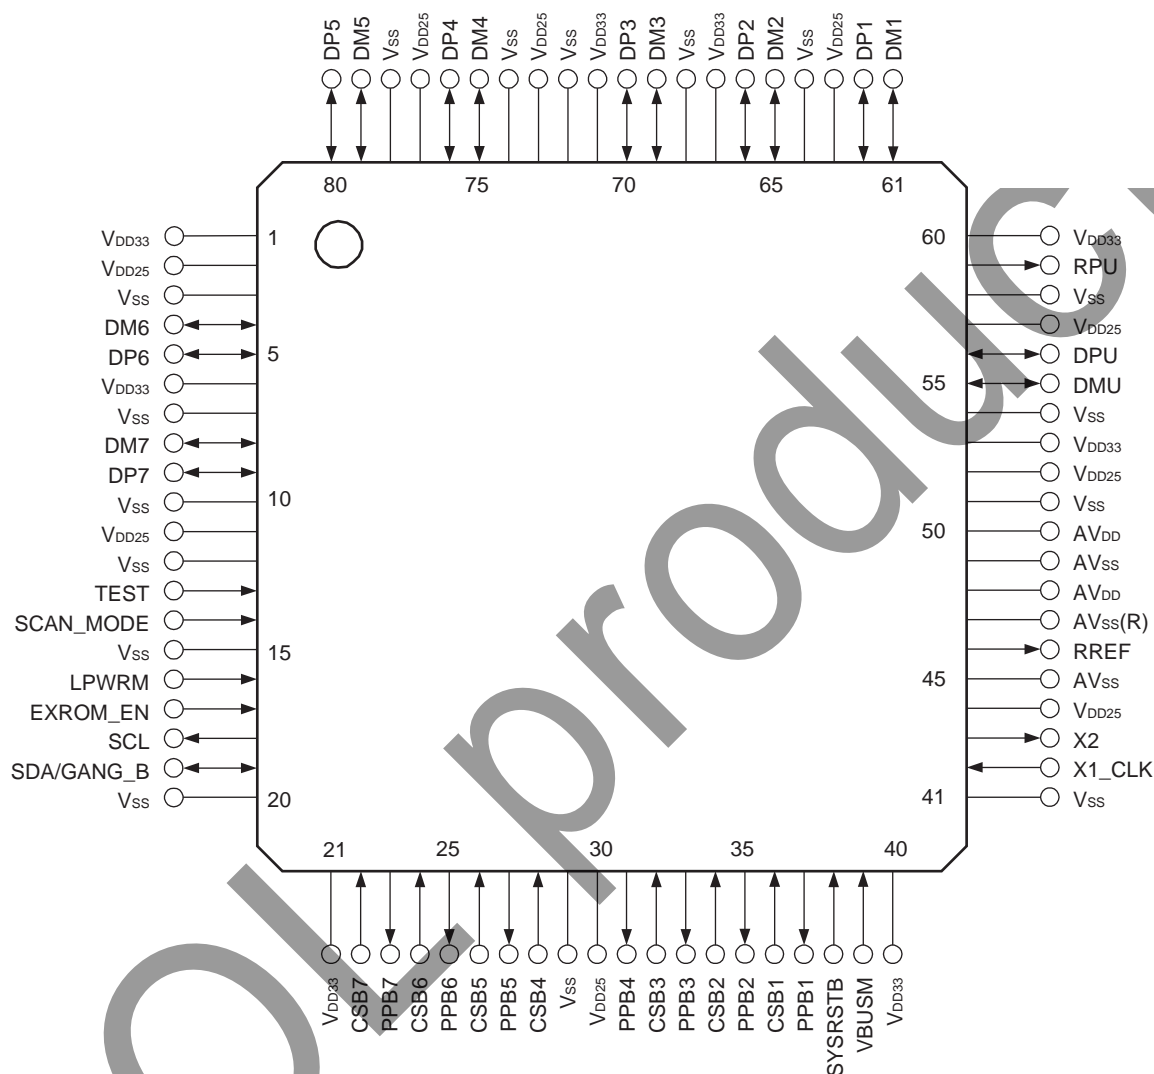 DP5 DM5 VSS VDD25 DP4 DM4 VSS VDD25 VSS VDD33 DP3 DM3 VSS VDD33 DP2 DM2 VSS VDD25 DP1 DM1
80 75 70 65 61
VDD33 1 60 VDD33
VDD25 RPU
VSS VSS
DM6 VDD25
DP6 5 DPU
VDD33 55 DMU
VSS VSS
DM7 VDD33
DP7 VDD25
VSS 10 VSS
VDD25 50 AVDD
VSS AVSS
TEST AVDD
SCAN_MODE AVSS(R)
VSS 15 RREF
LPWRM 45 AVSS
EXROM_EN VDD25
SCL X2
SDA/GANG_B X1_CLK
VSS 20 41 VSS
21 25 30 35 40
VDD33 CSB7 PPB7 CSB6 PPB6 CSB5 PPB5 CSB4 VSS VDD25 PPB4 CSB3 PPB3 CSB2 PPB2 CSB1 PPB1 SYSRSTB VBUSM VDD33